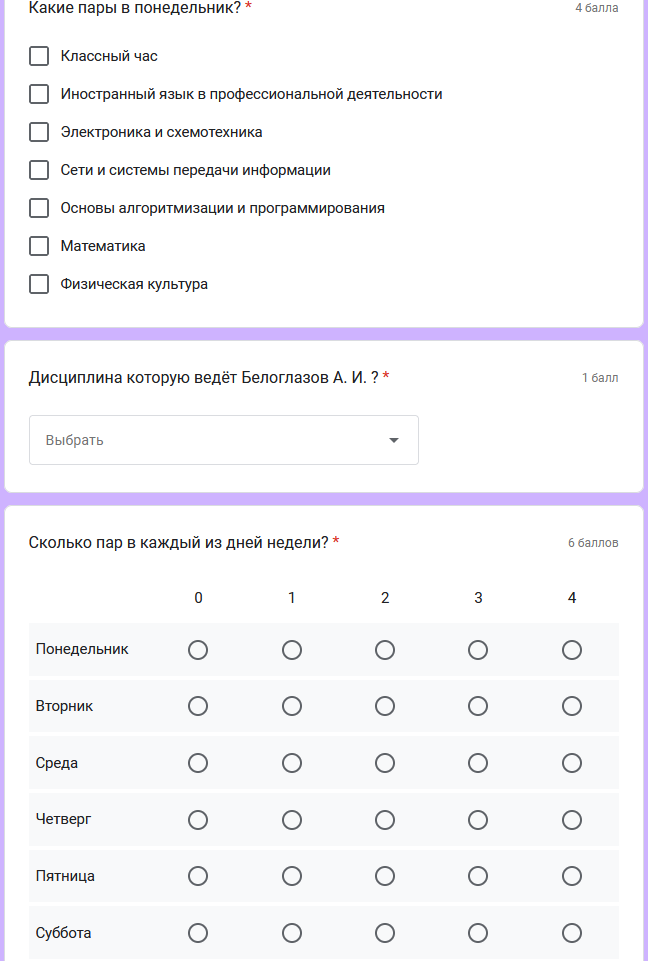 Какие пары в понедельник? *
4 балла
Классный час
Иностранный язык в профессиональной деятельности
Электроника и схемотехника
Сети и системы передачи информации
Основы алгоритмизации и программирования
Математика
Физическая культура
Дисциплина которую ведёт Белоглазов А. И. ? *
1 балл
Выбрать
Сколько пар в каждый из дней недели? *
6 баллов
0 1 2 3 4
Понедельник
Вторник
Среда
Четверг
Пятница
Суббота